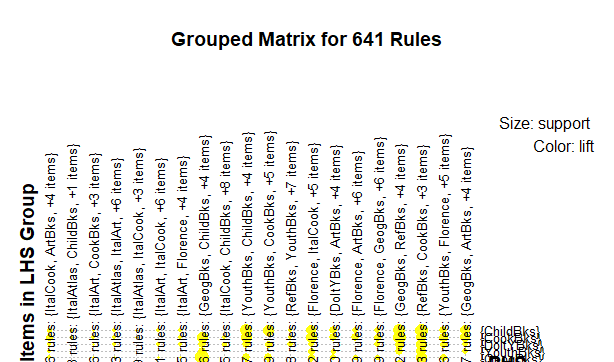 Grouped Matrix for 641 Rules
Size: support
Color: lift
Items in LHS Group
rules: {ItalCook, ArtBks, +4 items}
rules: {ItalAtlas, ChildBks, +1 items}
rules: {ItalArt, CookBks, +3 items}
rules: {ItalAtlas, ItalArt, +6 items}
rules: {ItalAtlas, ItalCook, +3 items}
rules: {ItalArt, ItalCook, +6 items}
rules: {ItalArt, Florence, +4 items}
rules: {GeogBks, ChildBks, +4 items}
rules: {ItalCook, ChildBks, +8 items}
rules: {YouthBks, ChildBks, +4 items}
rules: {YouthBks, CookBks, +5 items}
rules: {RefBks, YouthBks, +7 items}
rules: {Florence, ItalCook, +5 items}
rules: {DoItYBks, ArtBks, +4 items}
rules: {Florence, ArtBks, +6 items}
rules: {Florence, GeogBks, +6 items}
rules: {GeogBks, RefBks, +4 items}
rules: {RefBks, CookBks, +3 items}
rules: {YouthBks, Florence, +5 items}
rules: {GeogBks, ArtBks, +4 items}
{ChildBks}
{CookBks}
{DoItYBks}
{YouthBks}